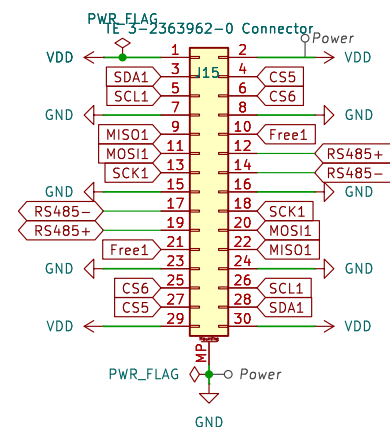 PWR_FLAG
TE 3-2363962-0 Connector
Power
VDD 1 2 VDD
J15
SDA1 3 4 CS5
SCL1 5 6 CS6
GND 7 8 GND
MISO1 9 10 Free1
MOSI1 11 12 RS485+
SCK1 13 14 RS485-
GND 15 16 GND
RS485- 17 18 SCK1
RS485+ 19 20 MOSI1
Free1 21 22 MISO1
GND 23 24 GND
CS6 25 26 SCL1
CS5 27 28 SDA1
VDD 29 30 VDD
MP
PWR_FLAG Power
GND